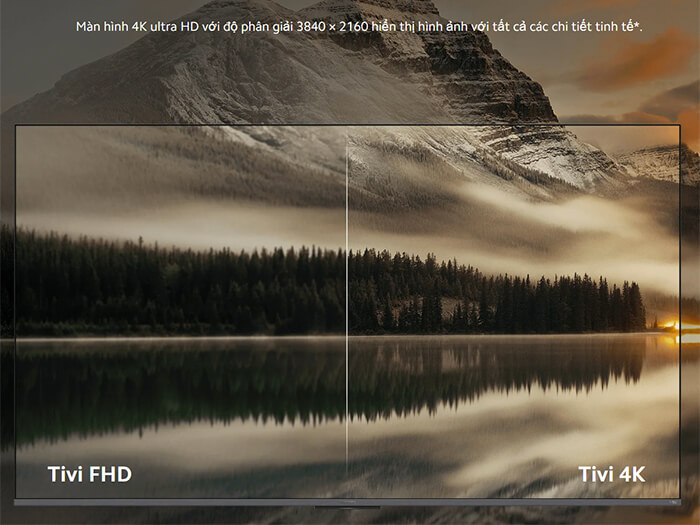 Màn hình 4K ultra HD với độ phân giải 3840 × 2160 hiển thị hình ảnh với tất cả các chi tiết tinh tế*.
Tivi FHD
Tivi 4K